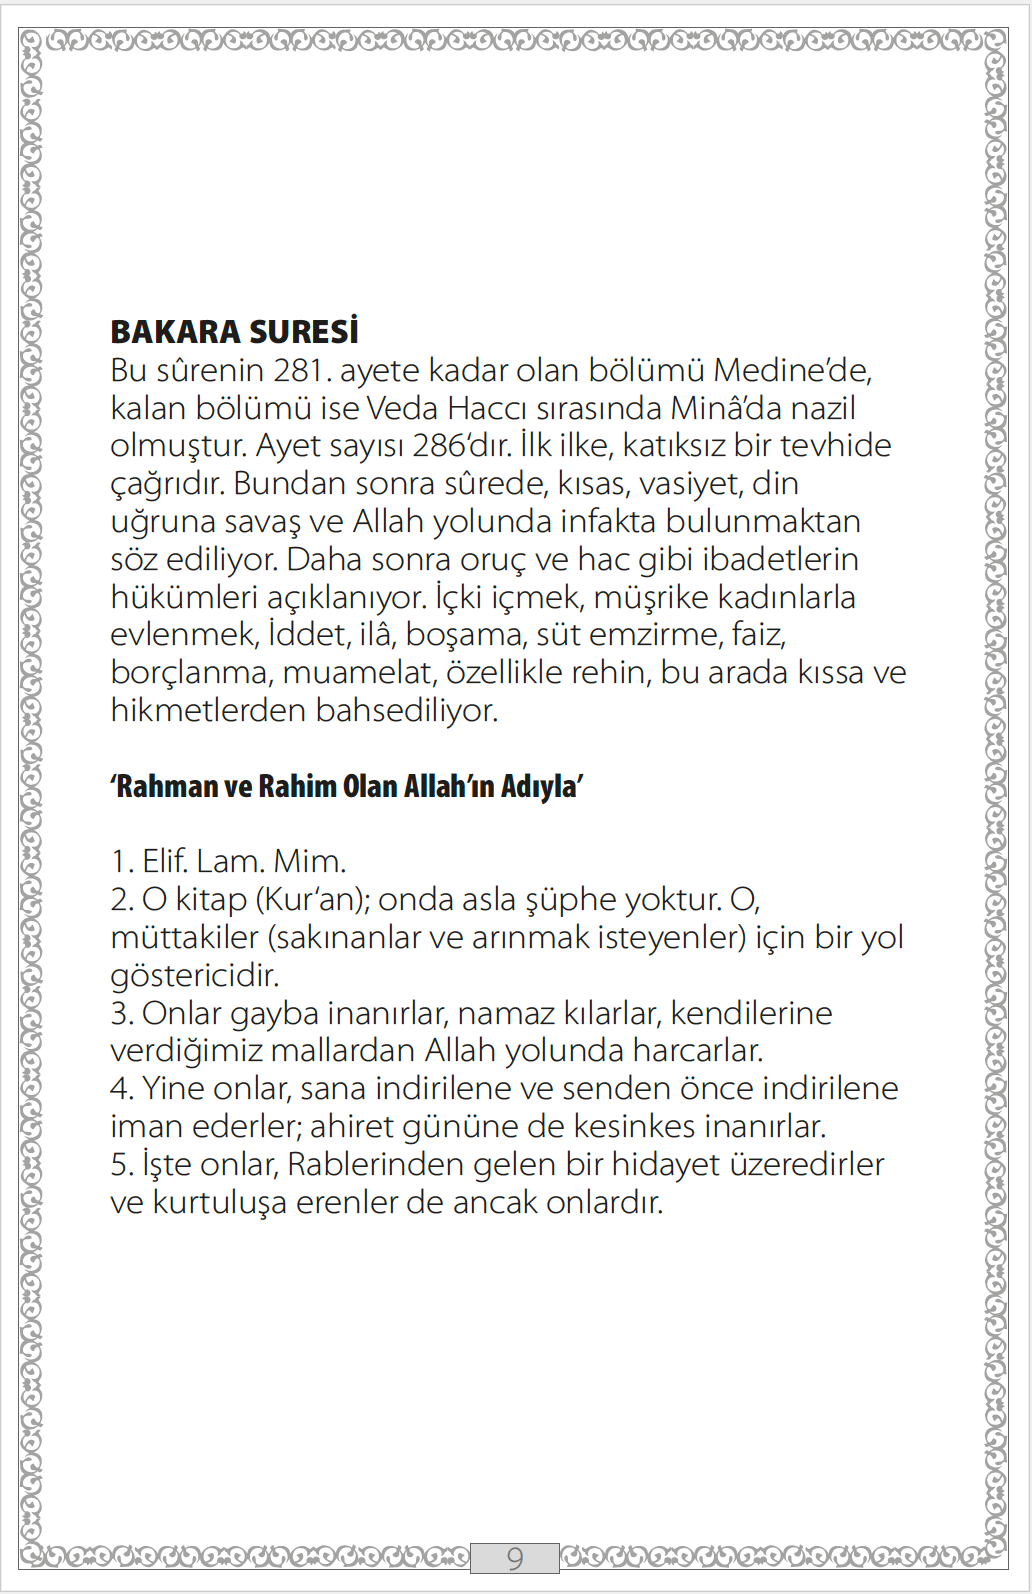 BAKARA SURESİ
Bu sûrenin 281. ayete kadar olan bölümü Medine’de,
kalan bölümü ise Veda Haccı sırasında Minâ’da nazil
olmuştur. Ayet sayısı 286‘dır. İlk ilke, katıksız bir tevhide
çağrıdır. Bundan sonra sûrede, kısas, vasiyet, din
uğruna savaş ve Allah yolunda infakta bulunmaktan
söz ediliyor. Daha sonra oruç ve hac gibi ibadetlerin
hükümleri açıklanıyor. İçki içmek, müşrike kadınlarla
evlenmek, İddet, ilâ, boşama, süt emzirme, faiz,
borçlanma, muamelat, özellikle rehin, bu arada kıssa ve
hikmetlerden bahsediliyor.
‘Rahman ve Rahim Olan Allah’ın Adıyla’
1. Elif. Lam. Mim.
2. O kitap (Kur‘an); onda asla şüphe yoktur. O,
müttakiler (sakınanlar ve arınmak isteyenler) için bir yol
göstericidir.
3. Onlar gayba inanırlar, namaz kılarlar, kendilerine
verdiğimiz mallardan Allah yolunda harcarlar.
4. Yine onlar, sana indirilene ve senden önce indirilene
iman ederler; ahiret gününe de kesinkes inanırlar.
5. İşte onlar, Rablerinden gelen bir hidayet üzeredirler
ve kurtuluşa erenler de ancak onlardır.
9